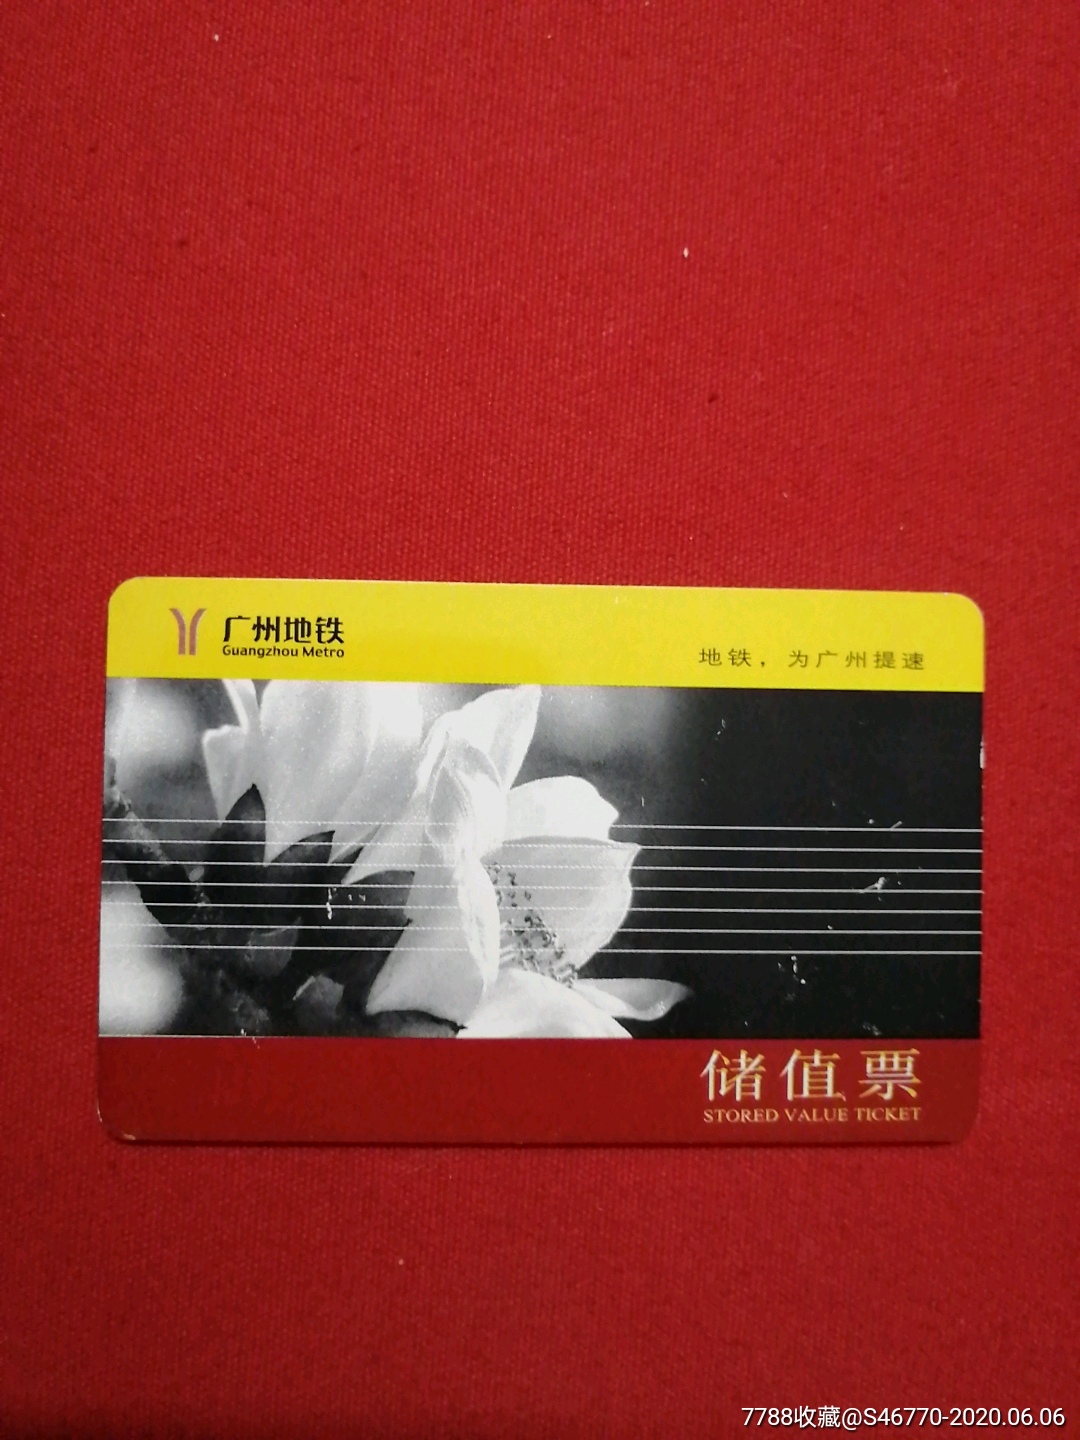 广州地铁
Guangzhou Metro
地铁，为广州提速
储值票
STORED VALUE TICKET
7788收藏@S46770-2020.06.06